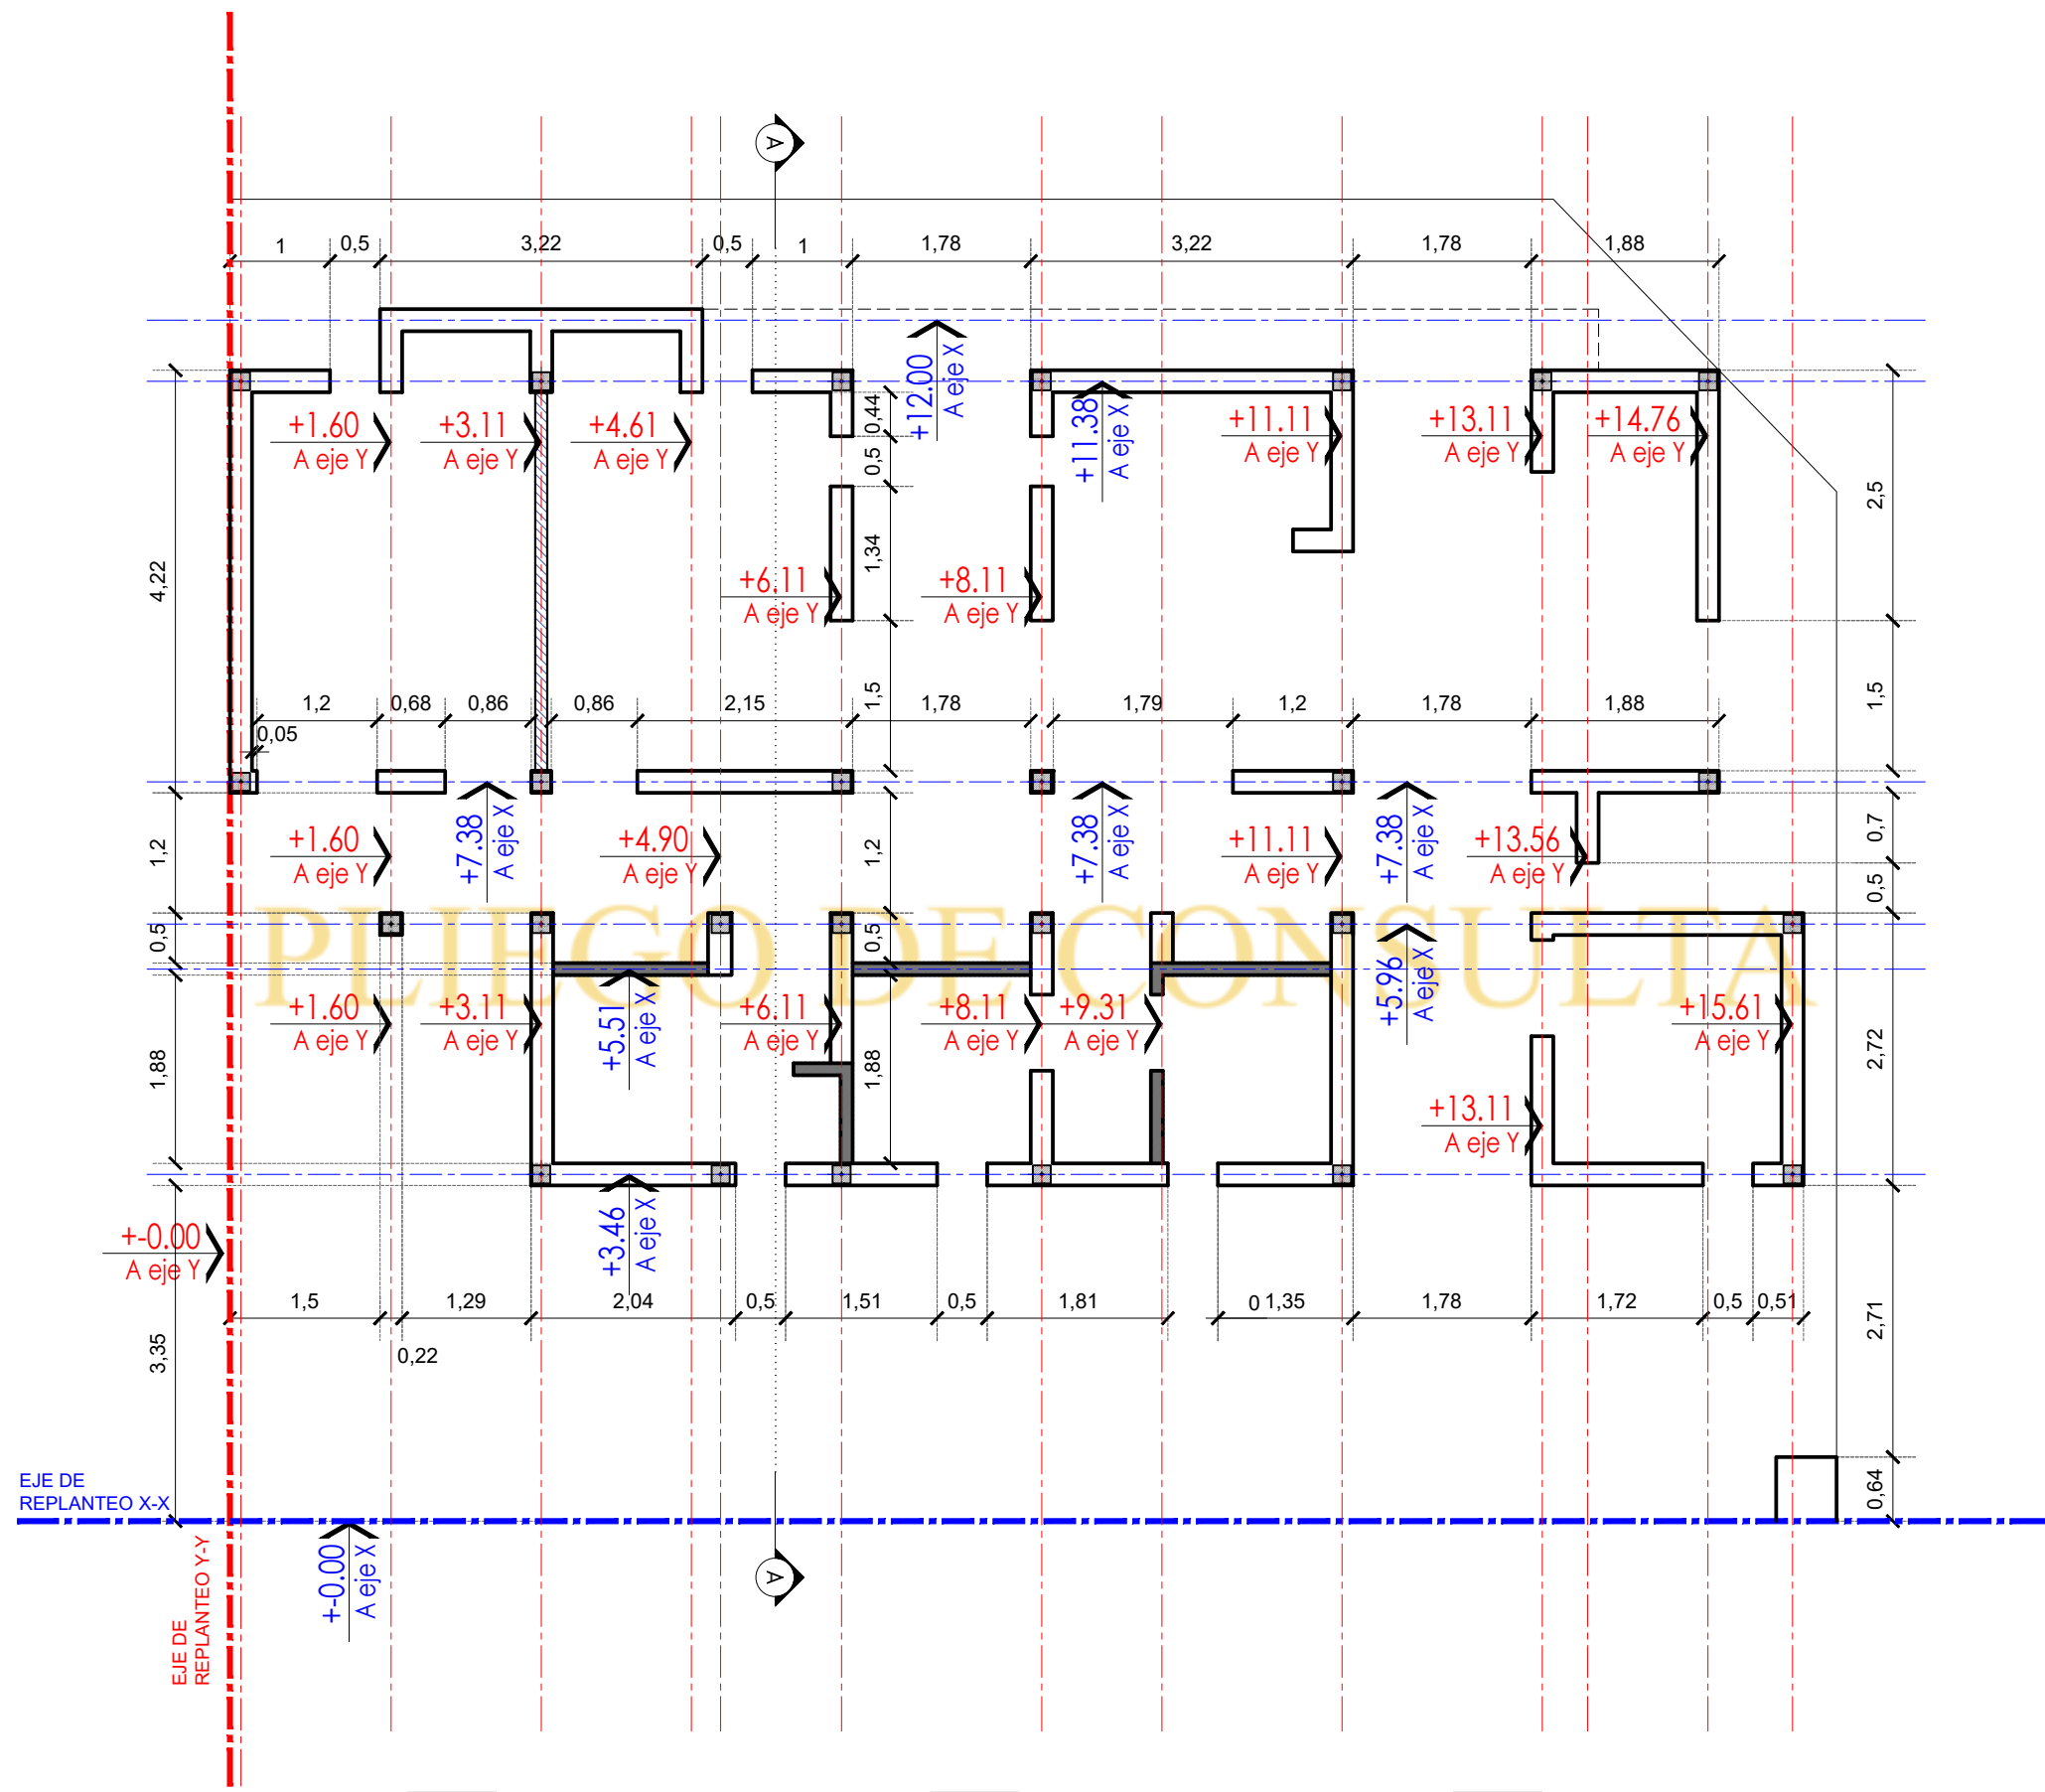 A
1 0,5 3,22 0,5 1 1,78 3,22 1,78 1,88
+12.00
A eje X
+11.38
A eje X
0,44
+1.60
A eje Y
+3.11
A eje Y
+4.61
A eje Y
+11.11
A eje Y
+13.11
A eje Y
+14.76
A eje Y
0,5
2,5
1,34
4,22
+6.11
A eje Y
+8.11
A eje Y
1,5
1,5
1,2 0,68 0,86 0,86 2,15 1,78 1,79 1,2 1,78 1,88
0,05
1,2
+1.60
A eje Y
+7.38
A eje X
+4.90
A eje Y
1,2
+7.38
A eje X
+11.11
A eje Y
+7.38
A eje X
+13.56
A eje Y
0,7
0,5
PLIEGO DE CONSULTA
0,5
0,5
+5.96
A eje X
+1.60
A eje Y
+3.11
A eje Y
+5.51
A eje X
+6.11
A eje Y
+8.11
A eje Y
+9.31
A eje Y
+15.61
A eje Y
1,88
1,88
2,72
+13.11
A eje Y
+3.46
A eje X
+-0.00
A eje Y
1,5 1,29 2,04 0,5 1,51 0,5 1,81 0 1,35 1,78 1,72 0,5 0,51
0,22
3,35
2,71
0,64
EJE DE
REPLANTEO X-X
+-0.00
A eje X
EJE DE
REPLANTEO Y-Y
A